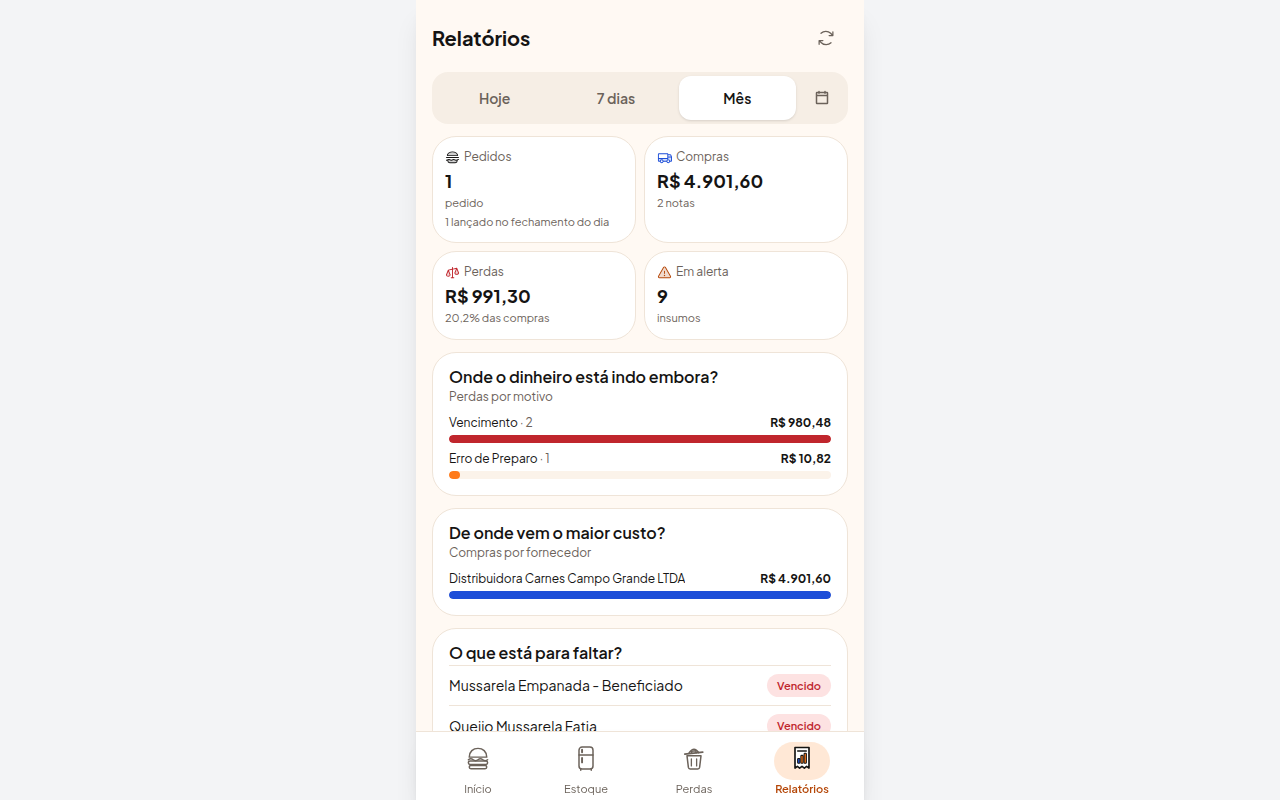 Relatórios
Hoje
7 dias
Mês
Pedidos
1
pedido
1 lançado no fechamento do dia
Compras
R$ 4.901,60
2 notas
Perdas
R$ 991,30
20,2% das compras
Em alerta
9
insumos
Onde o dinheiro está indo embora?
Perdas por motivo
Vencimento · 2 R$ 980,48
Erro de Preparo · 1 R$ 10,82
De onde vem o maior custo?
Compras por fornecedor
Distribuidora Carnes Campo Grande LTDA R$ 4.901,60
O que está para faltar?
Mussarela Empanada - Beneficiado Vencido
Queijo Mussarela Fatia Vencido
Início
Estoque
Perdas
Relatórios